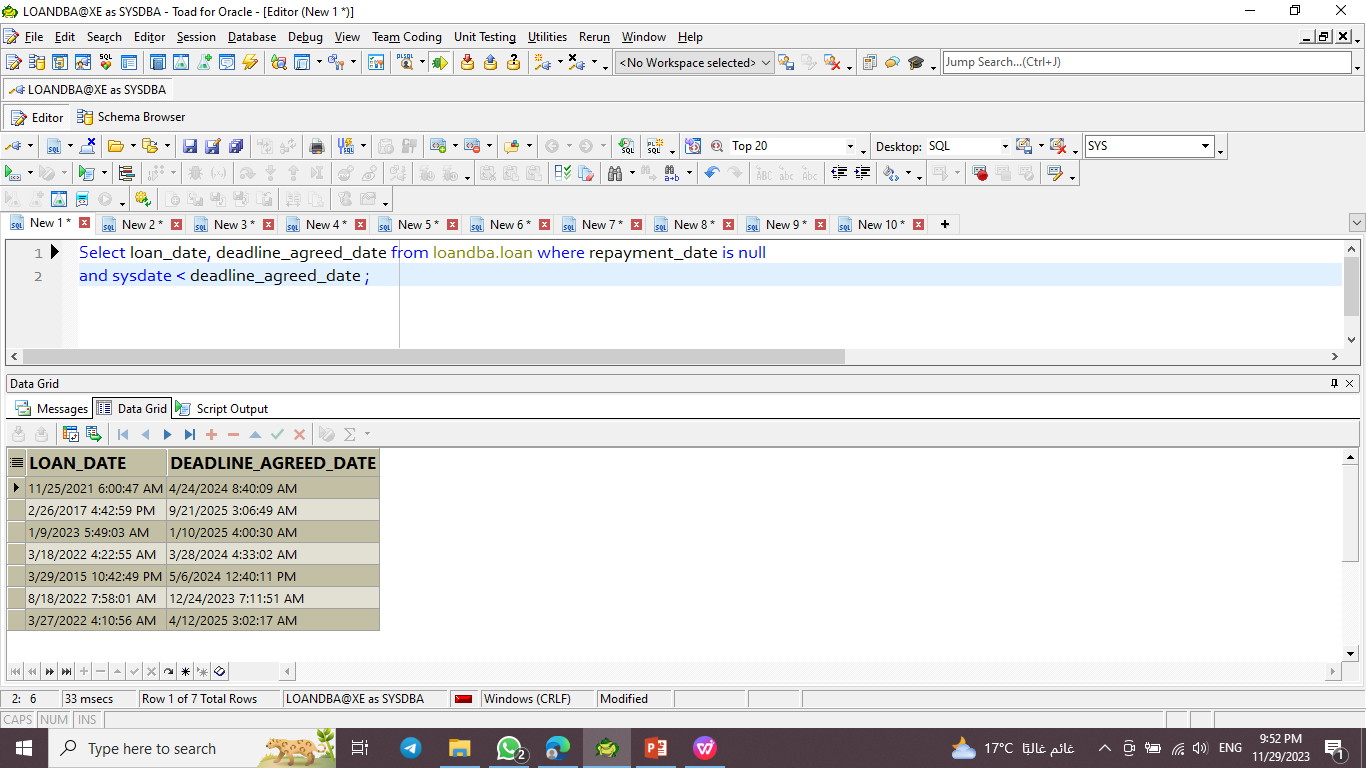 LOANDBA@XE as SYSDBA - Toad for Oracle - [Editor (New 1 *)]
File Edit Search Editor Session Database Debug View Team Coding Unit Testing Utilities Rerun Window Help
<No Workspace selected> Jump Search...(Ctrl+J)
LOANDBA@XE as SYSDBA
Editor Schema Browser
Top 20 Desktop: SQL SYS
New 1 * New 2 * New 3 * New 4 * New 5 * New 6 * New 7 * New 8 * New 9 * New 10 *
1 Select loan_date, deadline_agreed_date from loandba.loan where repayment_date is null
2 and sysdate < deadline_agreed_date ;
Data Grid
Messages Data Grid Script Output
LOAN_DATE DEADLINE_AGREED_DATE
11/25/2021 6:00:47 AM 4/24/2024 8:40:09 AM
2/26/2017 4:42:59 PM 9/21/2025 3:06:49 AM
1/9/2023 5:49:03 AM 1/10/2025 4:00:30 AM
3/18/2022 4:22:55 AM 3/28/2024 4:33:02 AM
3/29/2015 10:42:49 PM 5/6/2024 12:40:11 PM
8/18/2022 7:58:01 AM 12/24/2023 7:11:51 AM
3/27/2022 4:10:56 AM 4/12/2025 3:02:17 AM
2: 6 33 msecs Row 1 of 7 Total Rows LOANDBA@XE as SYSDBA Windows (CRLF) Modified
CAPS NUM INS
Type here to search 2 17°C غائم غالبًا ENG 9:52 PM 1
11/29/2023